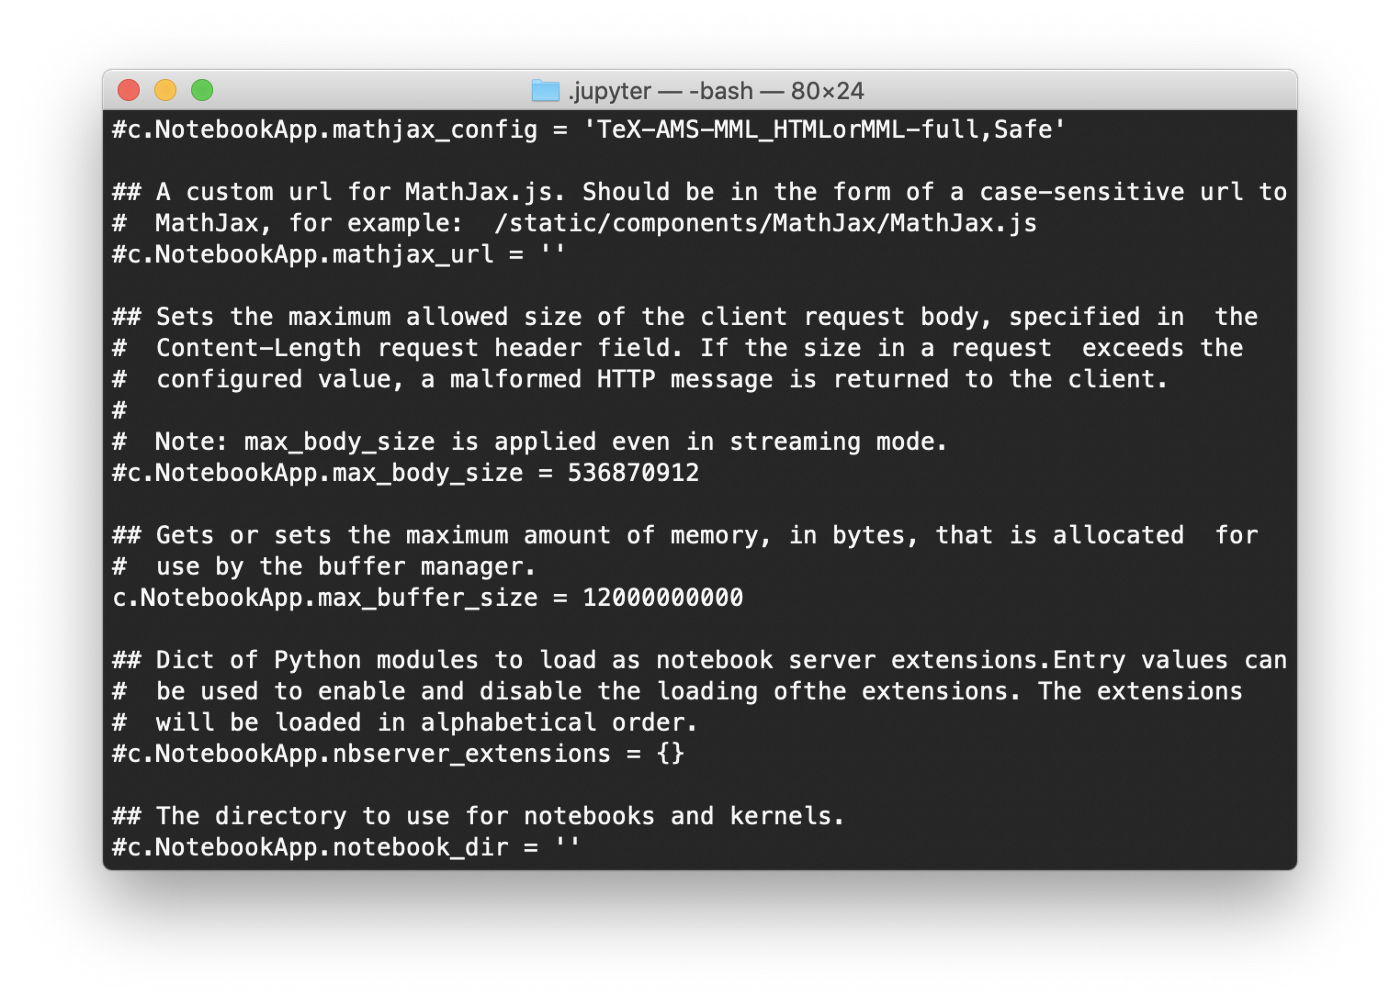 .jupyter — -bash — 80×24
#c.NotebookApp.mathjax_config = 'TeX-AMS-MML_HTMLorMML-full,Safe'
## A custom url for MathJax.js. Should be in the form of a case-sensitive url to
#  MathJax, for example:  /static/components/MathJax/MathJax.js
#c.NotebookApp.mathjax_url = ''
## Sets the maximum allowed size of the client request body, specified in  the
#  Content-Length request header field. If the size in a request  exceeds the
#  configured value, a malformed HTTP message is returned to the client.
#
#  Note: max_body_size is applied even in streaming mode.
#c.NotebookApp.max_body_size = 536870912
## Gets or sets the maximum amount of memory, in bytes, that is allocated  for
#  use by the buffer manager.
c.NotebookApp.max_buffer_size = 12000000000
## Dict of Python modules to load as notebook server extensions.Entry values can
#  be used to enable and disable the loading ofthe extensions. The extensions
#  will be loaded in alphabetical order.
#c.NotebookApp.nbserver_extensions = {}
## The directory to use for notebooks and kernels.
#c.NotebookApp.notebook_dir = ''